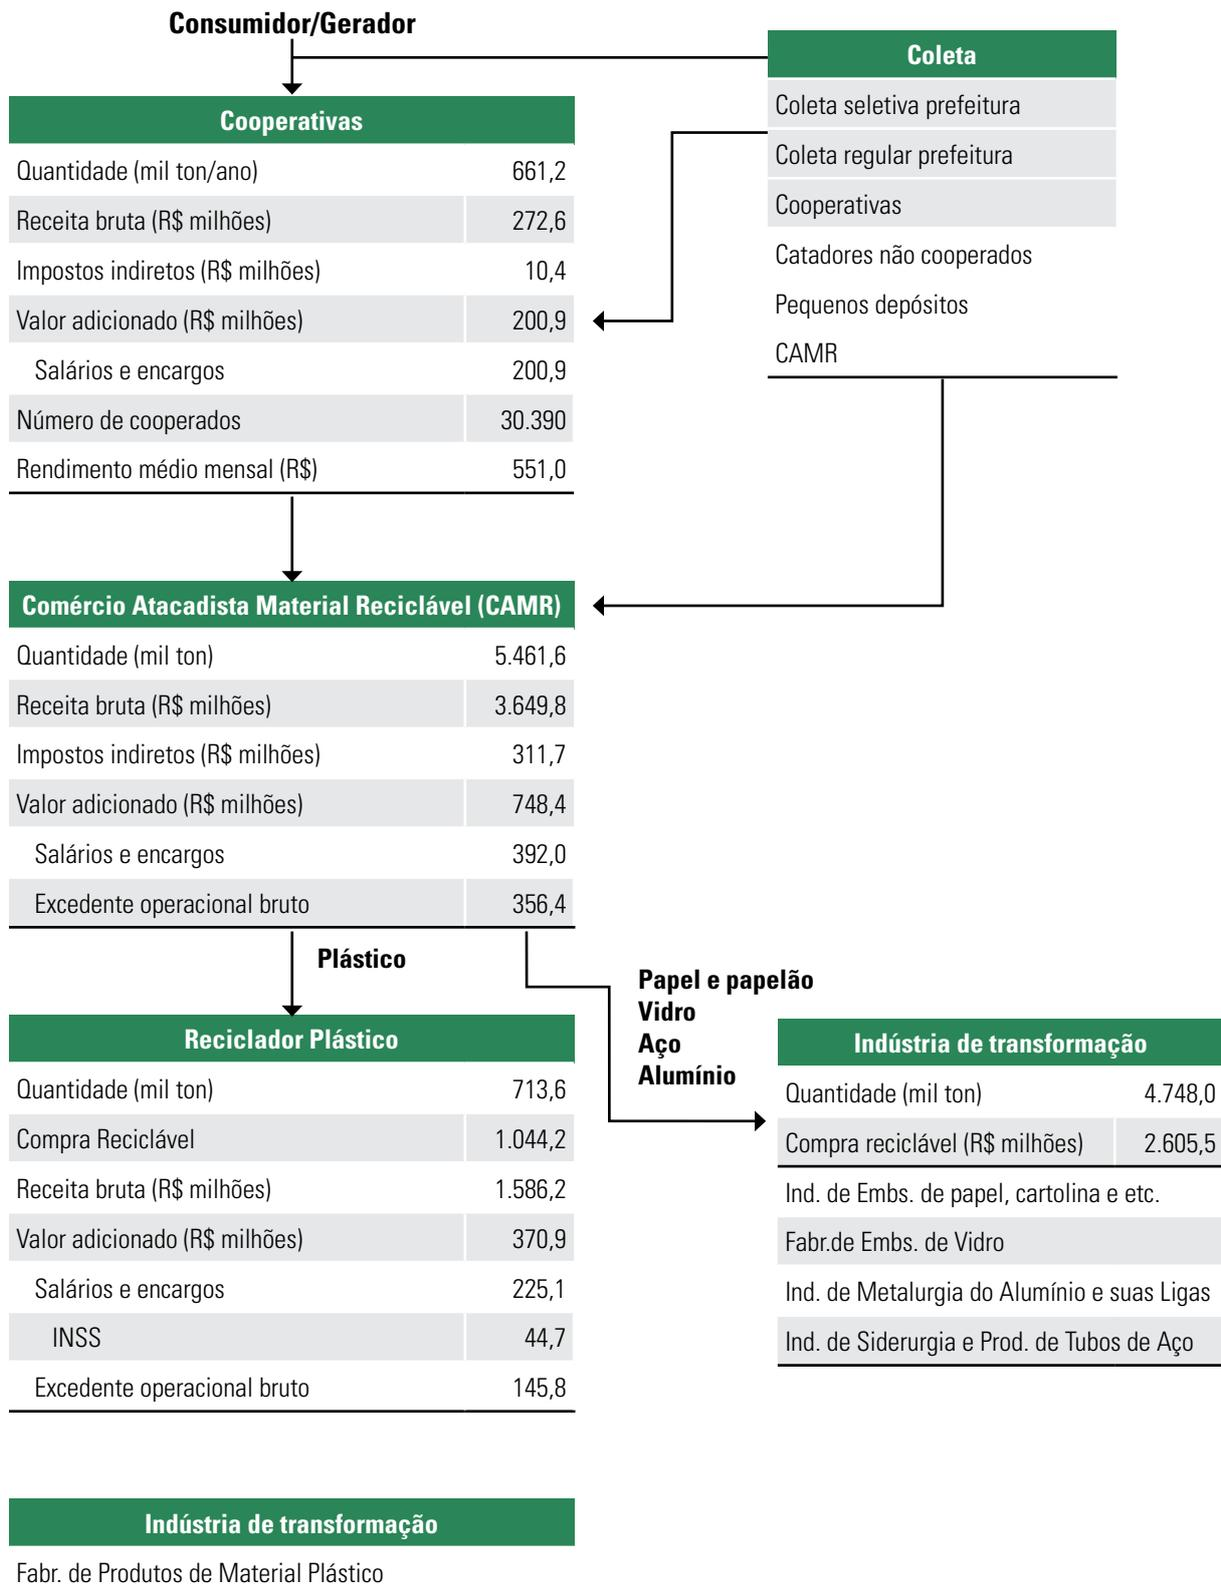 Consumidor/Gerador
Coleta
Coleta seletiva prefeitura
Coleta regular prefeitura
Cooperativas
Catadores não cooperados
Pequenos depósitos
CAMR
Cooperativas
Quantidade (mil ton/ano) 661,2
Receita bruta (R$ milhões) 272,6
Impostos indiretos (R$ milhões) 10,4
Valor adicionado (R$ milhões) 200,9
Salários e encargos 200,9
Número de cooperados 30.390
Rendimento médio mensal (R$) 551,0
Comércio Atacadista Material Reciclável (CAMR)
Quantidade (mil ton) 5.461,6
Receita bruta (R$ milhões) 3.649,8
Impostos indiretos (R$ milhões) 311,7
Valor adicionado (R$ milhões) 748,4
Salários e encargos 392,0
Excedente operacional bruto 356,4
Plástico
Papel e papelão
Vidro
Aço
Alumínio
Reciclador Plástico
Quantidade (mil ton) 713,6
Compra Reciclável 1.044,2
Receita bruta (R$ milhões) 1.586,2
Valor adicionado (R$ milhões) 370,9
Salários e encargos 225,1
INSS 44,7
Excedente operacional bruto 145,8
Indústria de transformação
Quantidade (mil ton) 4.748,0
Compra reciclável (R$ milhões) 2.605,5
Ind. de Embs. de papel, cartolina e etc.
Fabr.de Embs. de Vidro
Ind. de Metalurgia do Alumínio e suas Ligas
Ind. de Siderurgia e Prod. de Tubos de Aço
Indústria de transformação
Fabr. de Produtos de Material Plástico